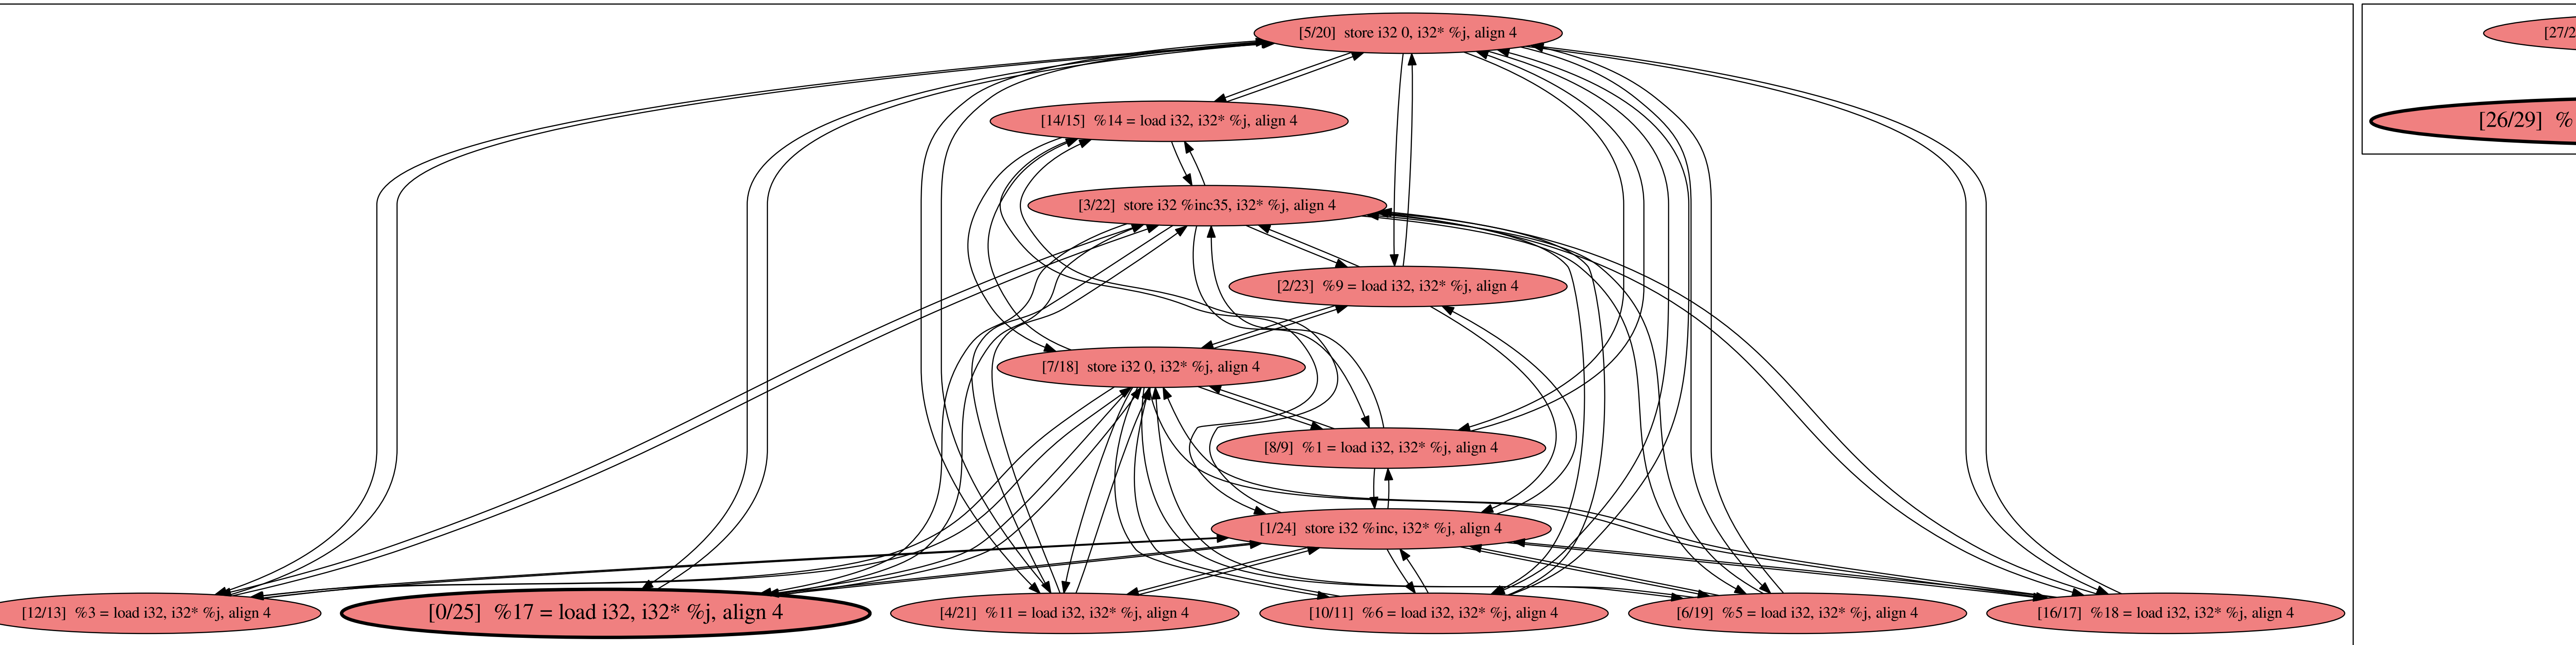 [5/20] store i32 0, i32* %j, align 4
[27/2
[14/15] %14 = load i32, i32* %j, align 4
[26/29] %
[3/22] store i32 %inc35, i32* %j, align 4
[2/23] %9 = load i32, i32* %j, align 4
[7/18] store i32 0, i32* %j, align 4
[8/9] %1 = load i32, i32* %j, align 4
[1/24] store i32 %inc, i32* %j, align 4
[12/13] %3 = load i32, i32* %j, align 4
[0/25] %17 = load i32, i32* %j, align 4
[4/21] %11 = load i32, i32* %j, align 4
[10/11] %6 = load i32, i32* %j, align 4
[6/19] %5 = load i32, i32* %j, align 4
[16/17] %18 = load i32, i32* %j, align 4